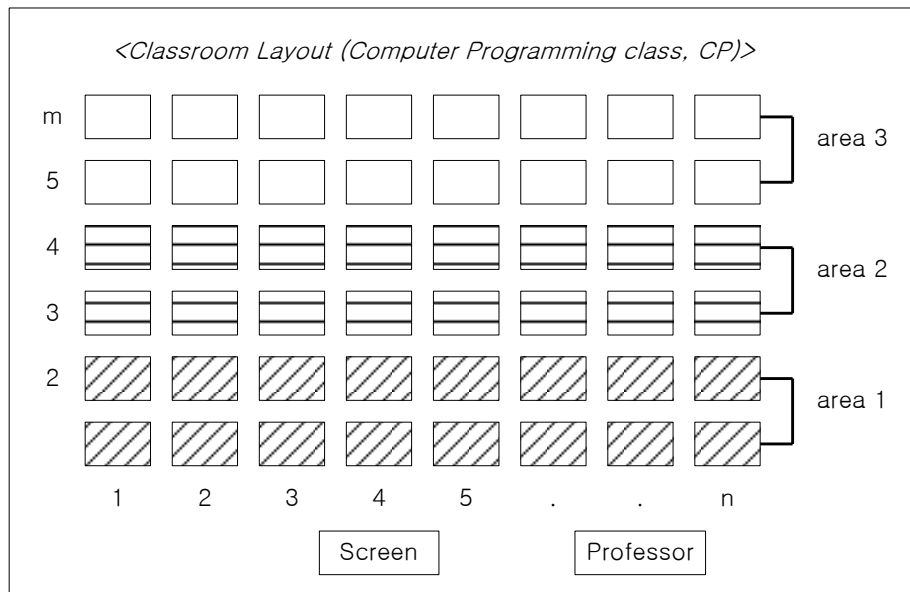 <Classroom Layout (Computer Programming class, CP)>
m
area 3
5
4
area 2
3
2
area 1
1 2 3 4 5 . . n
Screen Professor